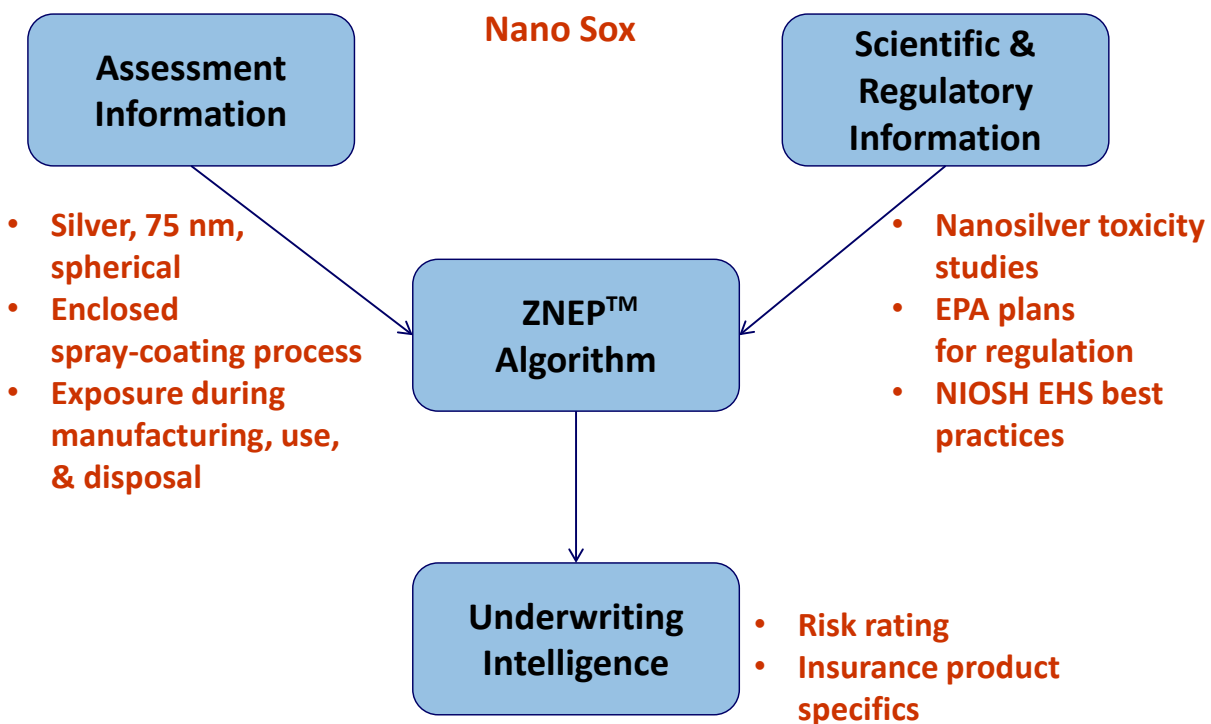 Nano Sox
Assessment
Information
Scientific &
Regulatory
Information
• Silver, 75 nm,
spherical
• Enclosed
spray-coating process
• Exposure during
manufacturing, use,
& disposal
ZNEP™
Algorithm
• Nanosilver toxicity
studies
• EPA plans
for regulation
• NIOSH EHS best
practices
Underwriting
Intelligence
• Risk rating
• Insurance product
specifics